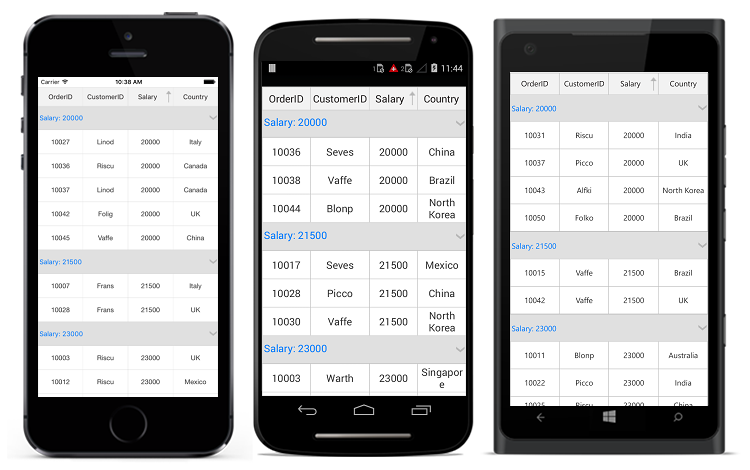 Carrier 10:38 AM
OrderID CustomerID Salary Country
Salary: 20000
10027 Linod 20000 Italy
10036 Riscu 20000 Canada
10037 Linod 20000 Canada
10042 Folig 20000 UK
10045 Vaffe 20000 China
Salary: 21500
10007 Frans 21500 Italy
10028 Frans 21500 UK
Salary: 23000
10003 Riscu 23000 UK
10012 Riscu 23000 Mexico
1 2 11:44
OrderID CustomerID Salary Country
Salary: 20000
10036 Seves 20000 China
10038 Vaffe 20000 Brazil
10044 Blonp 20000 North
Korea
Salary: 21500
10017 Seves 21500 Mexico
10028 Picco 21500 China
10030 Vaffe 21500 North
Korea
Salary: 23000
10003 Warth 23000 Singapor
e
OrderID CustomerID Salary Country
Salary: 20000
10031 Riscu 20000 India
10037 Picco 20000 UK
10043 Alfki 20000 North Korea
10050 Folko 20000 Brazil
Salary: 21500
10015 Vaffe 21500 Brazil
10042 Vaffe 21500 UK
Salary: 23000
10011 Blonp 23000 Australia
10022 Picco 23000 India
10025 Riscu 23000 China